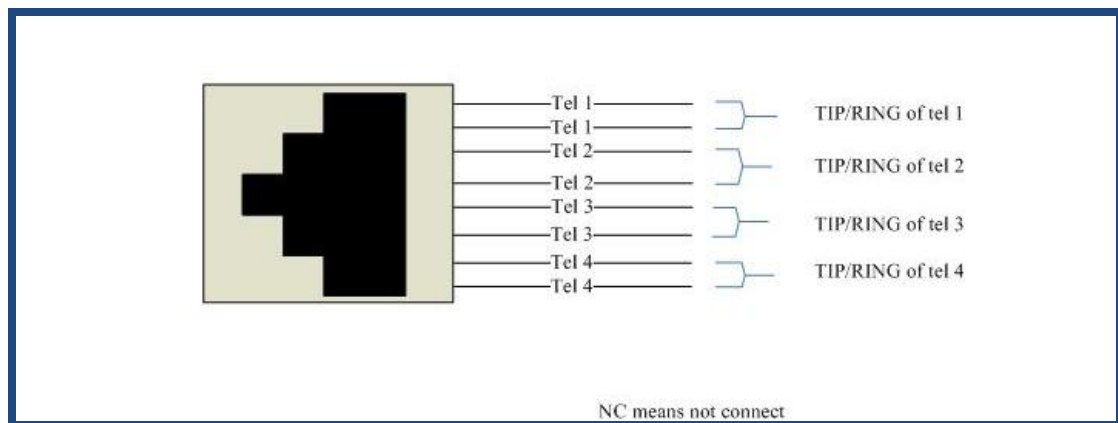 Tel 1
Tel 1
TIP/RING of tel 1
Tel 2
Tel 2
TIP/RING of tel 2
Tel 3
Tel 3
TIP/RING of tel 3
Tel 4
Tel 4
TIP/RING of tel 4
NC means not connect